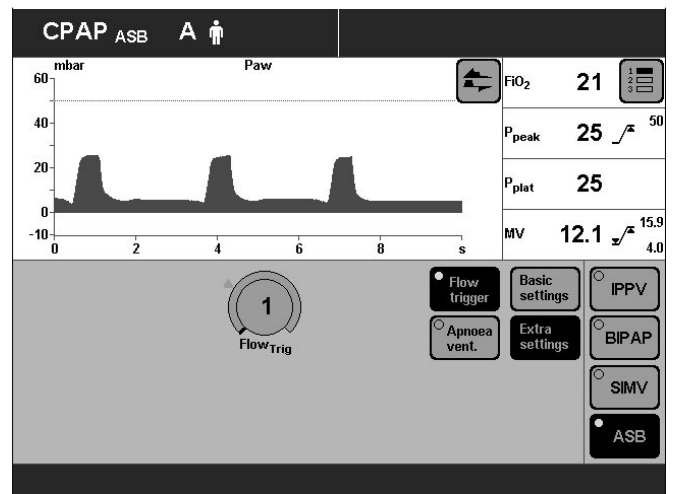 CPAP ASB A
mbar Paw
60
40
20
0
-10
0 2 4 6 8 s
FiO2 21
1
2
3
Ppeak 25 50
Pplat 25
MV 12.1 15.9
4.0
1
FlowTrig
Flow
trigger
Basic
settings
IPPV
Apnoea
vent.
Extra
settings
BIPAP
SIMV
ASB